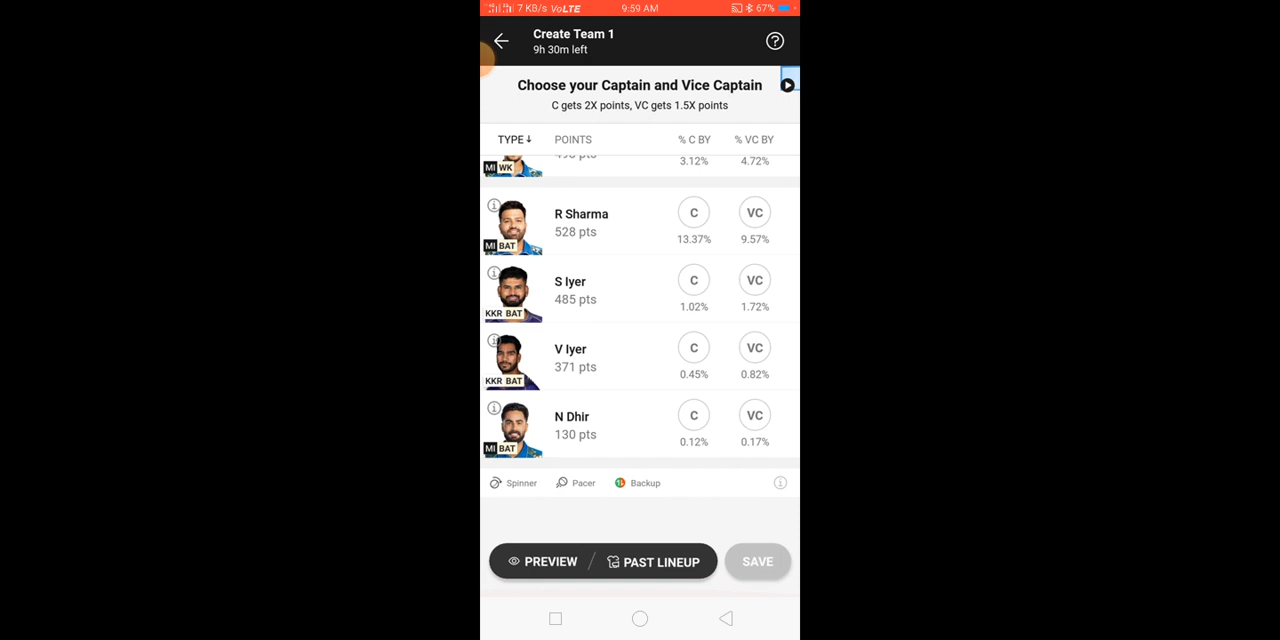 7 KB/s VoLTE 9:59 AM 67%
Create Team 1
9h 30m left
Choose your Captain and Vice Captain
C gets 2X points, VC gets 1.5X points
TYPE↓ POINTS % C BY % VC BY
MI WK 3.12% 4.72%
R Sharma
528 pts
C VC
MI BAT 13.37% 9.57%
S Iyer
485 pts
C VC
KKR BAT 1.02% 1.72%
V Iyer
371 pts
C VC
KKR BAT 0.45% 0.82%
N Dhir
130 pts
C VC
MI BAT 0.12% 0.17%
Spinner Pacer Backup
PREVIEW / PAST LINEUP SAVE